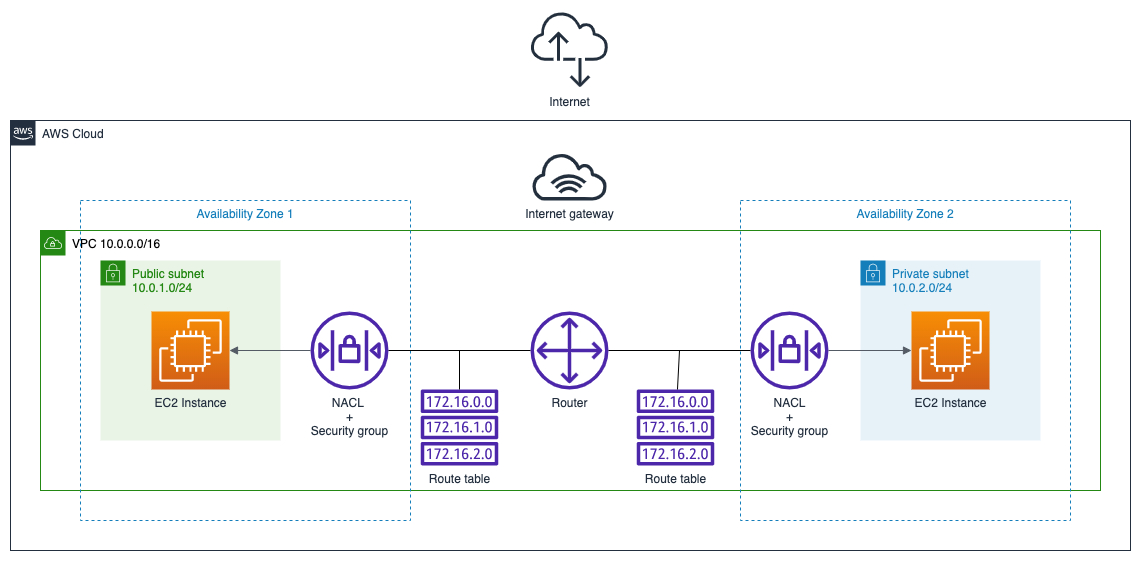 Internet
aws
AWS Cloud
Internet gateway
Availability Zone 1
Availability Zone 2
VPC 10.0.0.0/16
Public subnet
10.0.1.0/24
Private subnet
10.0.2.0/24
EC2 Instance
NACL
+
Security group
172.16.0.0
172.16.1.0
172.16.2.0
Route table
Router
172.16.0.0
172.16.1.0
172.16.2.0
Route table
NACL
+
Security group
EC2 Instance